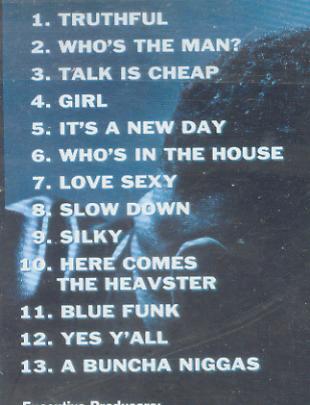 1. TRUTHFUL
2. WHO'S THE MAN?
3. TALK IS CHEAP
4. GIRL
5. IT'S A NEW DAY
6. WHO'S IN THE HOUSE
7. LOVE SEXY
8. SLOW DOWN
9. SILKY
10. HERE COMES
THE HEAVSTER
11. BLUE FUNK
12. YES Y'ALL
13. A BUNCHA NIGGAS
Executive Producers: